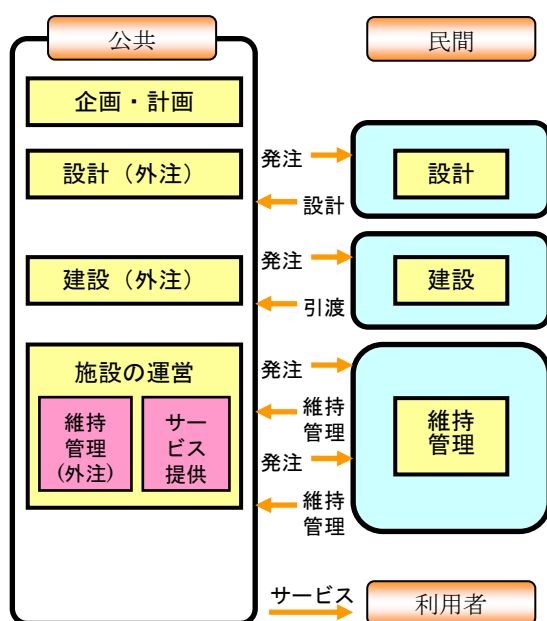 公共
民間
企画・計画
設計（外注）
発注
設計
設計
建設（外注）
発注
建設
引渡
施設の運営
維持
管理
(外注)
サー
ビス
提供
発注
維持
管理
発注
維持
管理
維持
管理
サービス
利用者